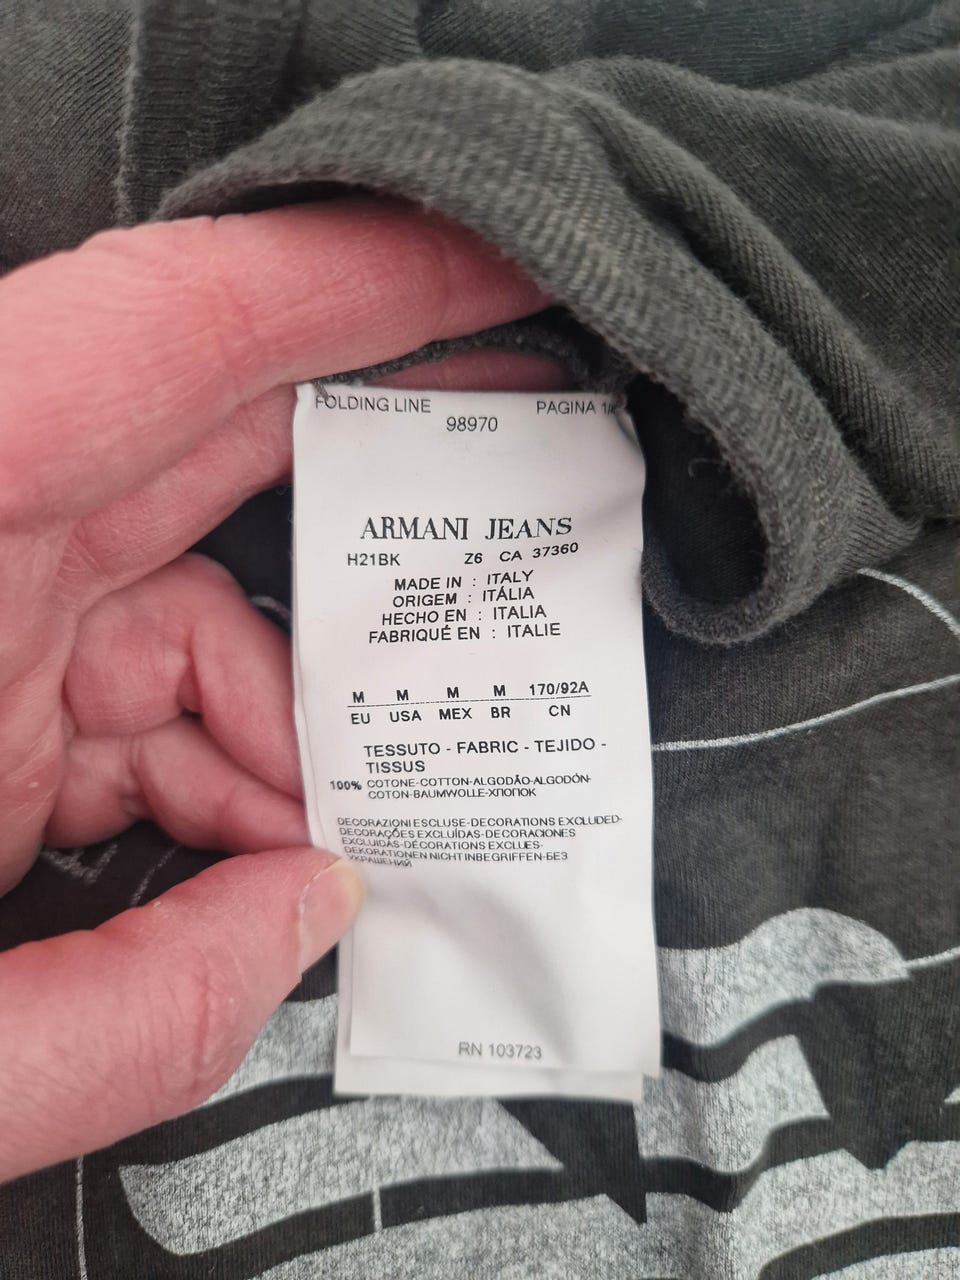 FOLDING LINE PAGINA 1/
98970
ARMANI JEANS
H21BK Z6 CA 37360
MADE IN : ITALY
ORIGEM : ITÁLIA
HECHO EN : ITALIA
FABRIQUÉ EN : ITALIE
M M M M 170/92A
EU USA MEX BR CN
TESSUTO - FABRIC - TEJIDO -
TISSUS
100% COTONE-COTTON-ALGODÃO-ALGODÓN-
COTON-BAUMWOLLE-ХЛОПОК
DECORAZIONI ESCLUSE-DECORATIONS EXCLUDED-
DECORAÇÕES EXCLUÍDAS-DECORACIONES
EXCLUIDAS-DÉCORATIONS EXCLUES-
DEKORATIONEN NICHT INBEGRIFFEN-БЕЗ
УКРАШЕНИЙ
RN 103723